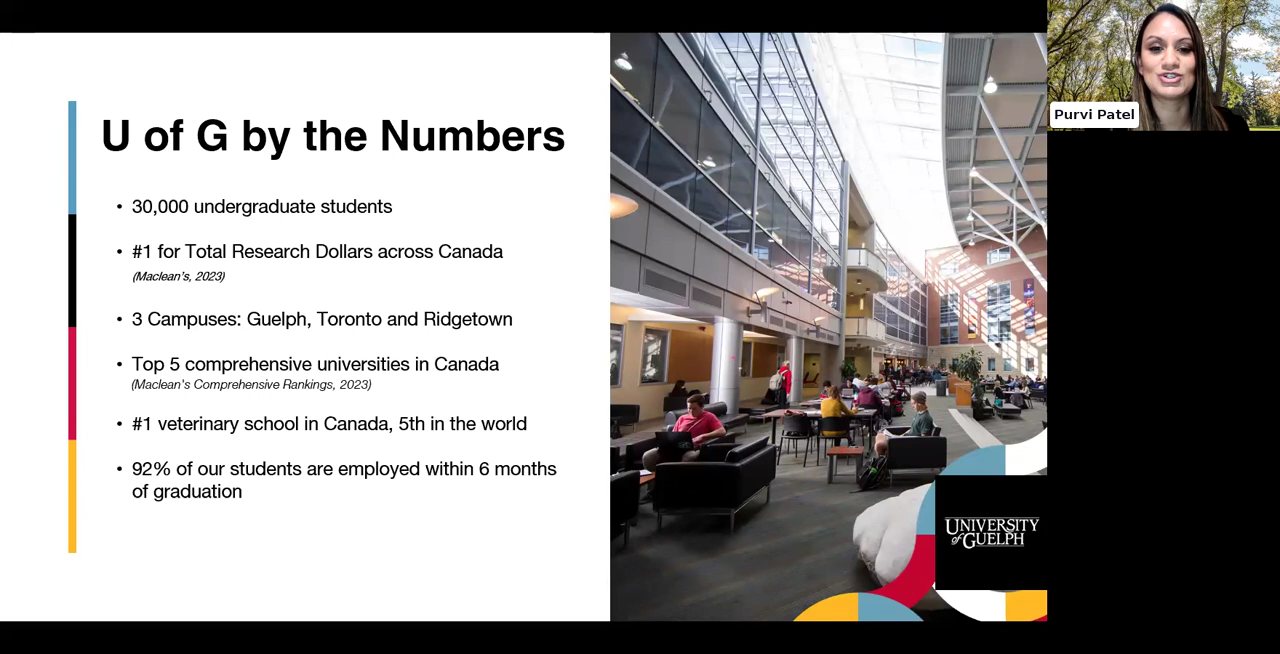 U of G by the Numbers
• 30,000 undergraduate students
• #1 for Total Research Dollars across Canada
(Maclean's, 2023)
• 3 Campuses: Guelph, Toronto and Ridgetown
• Top 5 comprehensive universities in Canada
(Maclean's Comprehensive Rankings, 2023)
• #1 veterinary school in Canada, 5th in the world
• 92% of our students are employed within 6 months
of graduation
UNIVERSITY
of GUELPH
Purvi Patel